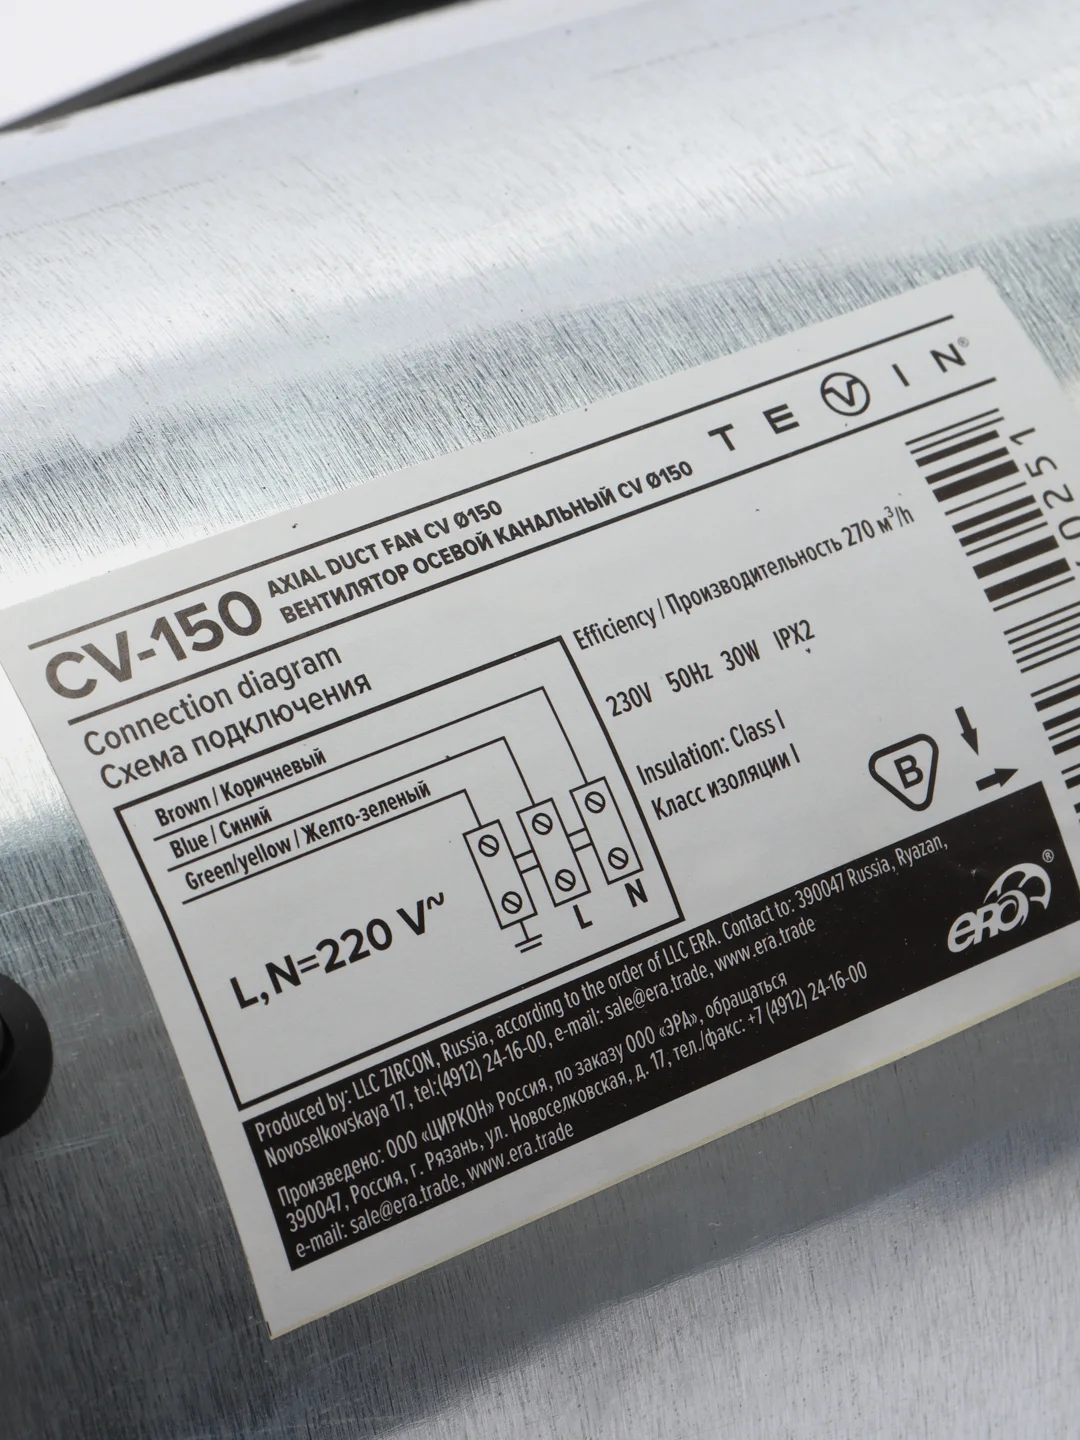 TEVIN®
CV-150
AXIAL DUCT FAN CV Ø150
ВЕНТИЛЯТОР ОСЕВОЙ КАНАЛЬНЫЙ CV Ø150
Connection diagram
Схема подключения
Brown / Коричневый
Blue / Синий
Green/yellow / Желто-зеленый
L,N=220 V~
L
N
Efficiency / Производительность 270 м³/h
230V 50Hz 30W IPX2
Insulation: Class I
Класс изоляции I
B
Produced by: LLC ZIRCON, Russia, according to the order of LLC ERA. Contact to: 390047 Russia, Ryazan,
Novoselkovskaya 17, tel:(4912) 24-16-00, e-mail: sale@era.trade, www.era.trade
Произведено: ООО «ЦИРКОН» Россия, по заказу ООО «ЭРА», обращаться
390047, Россия, г. Рязань, ул. Новоселковская, д. 17, тел./факс: +7 (4912) 24-16-00
e-mail: sale@era.trade, www.era.trade
ERA®